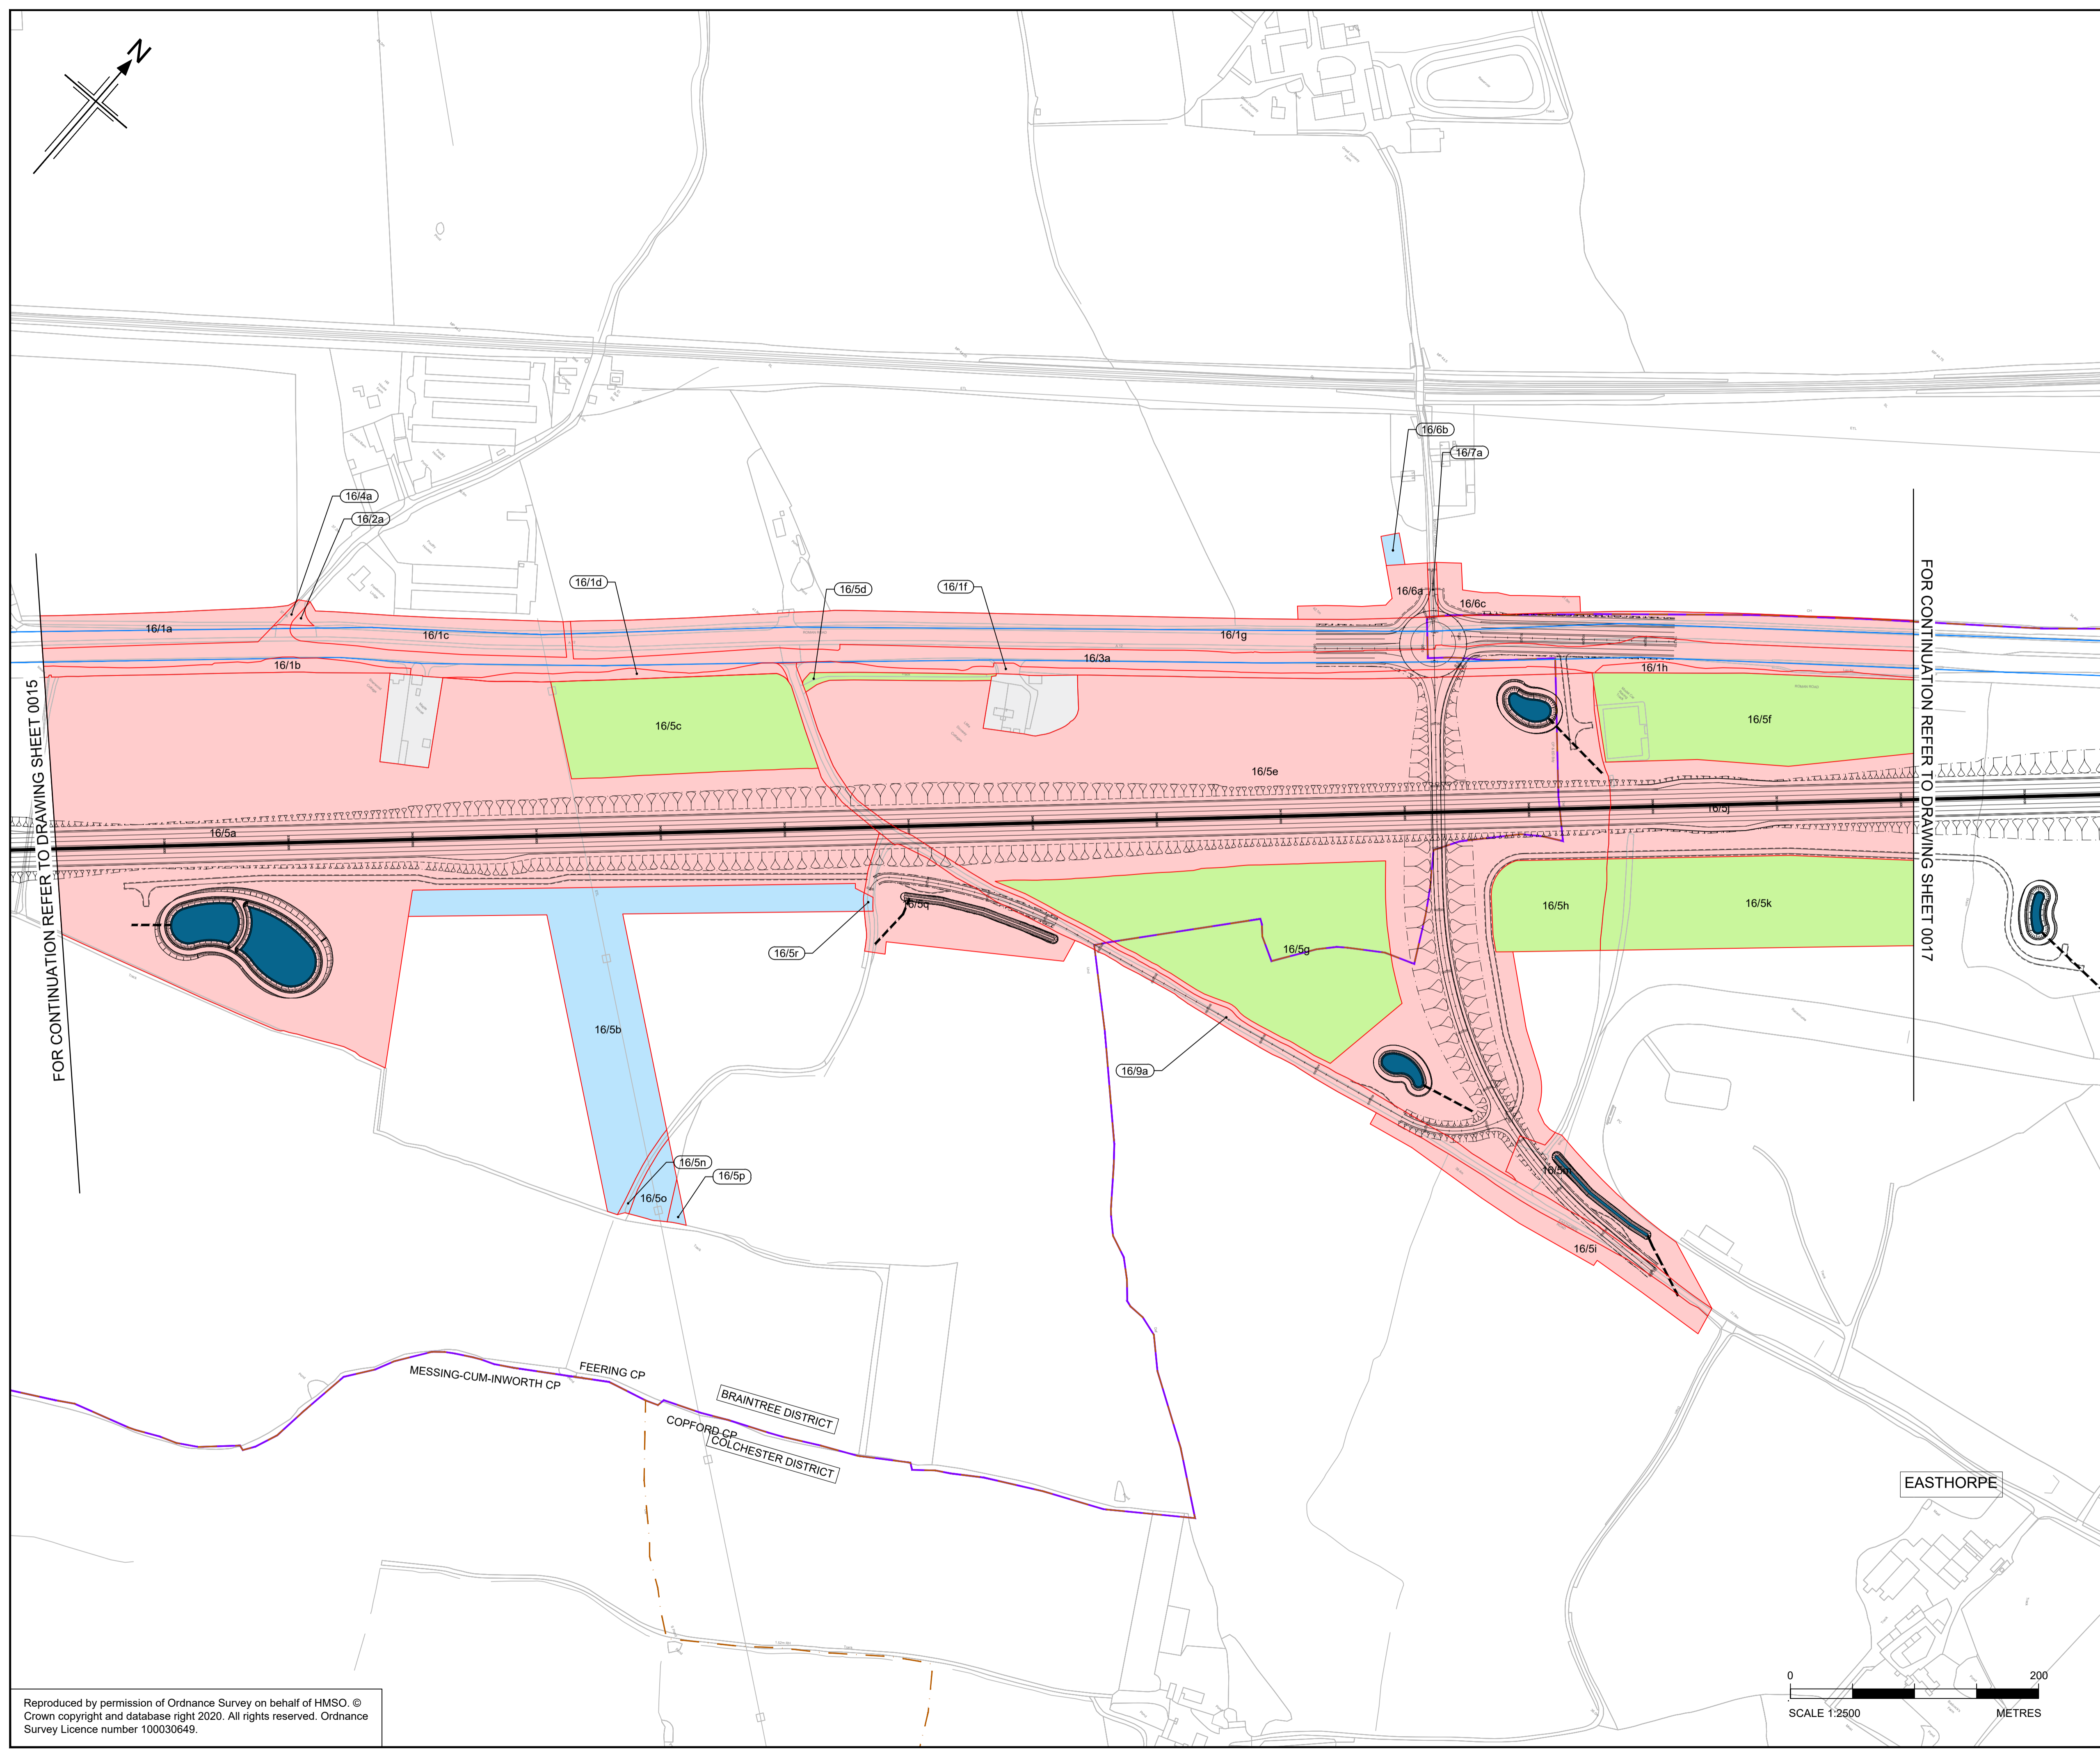 N
16/6b
16/7a
16/4a
16/2a
16/1d
16/5d
16/1f
16/6a
16/6c
16/1a
16/1c
16/1g
16/1b
16/3a
16/1h
16/5c
16/5f
16/5e
16/5a
16/5j
16/5q
16/5h
16/5k
16/5r
16/5g
16/5b
16/9a
16/5n
16/5p
16/5o
16/5m
16/5i
FOR CONTINUATION REFER TO DRAWING SHEET 0015
FOR CONTINUATION REFER TO DRAWING SHEET 0017
FEERING CP
MESSING-CUM-INWORTH CP
BRAINTREE DISTRICT
COPFORD CP
COLCHESTER DISTRICT
EASTHORPE
0 200
SCALE 1:2500 METRES
Reproduced by permission of Ordnance Survey on behalf of HMSO. ©
Crown copyright and database right 2020. All rights reserved. Ordnance
Survey Licence number 100030649.